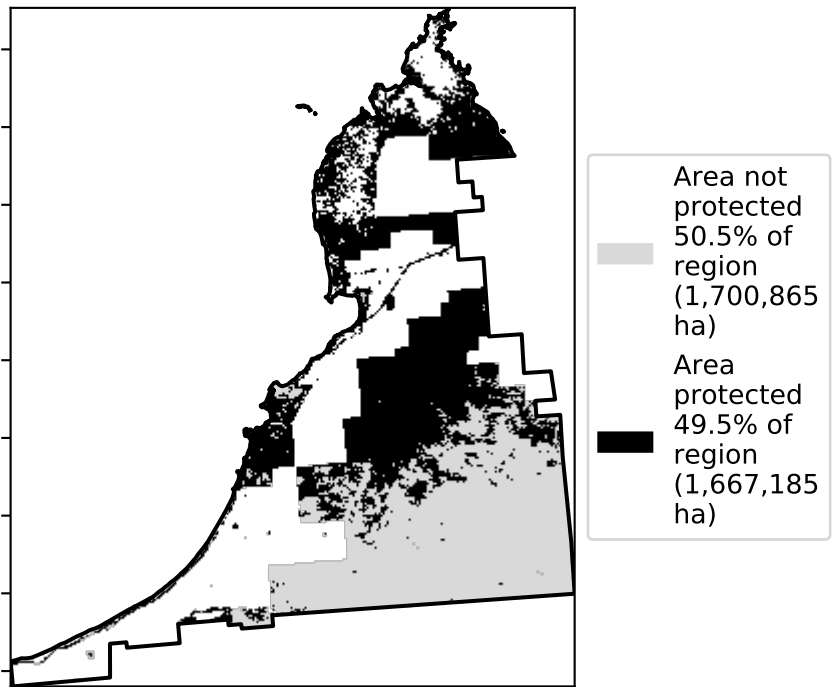 Area not
protected
50.5% of
region
(1,700,865
ha)
Area
protected
49.5% of
region
(1,667,185
ha)